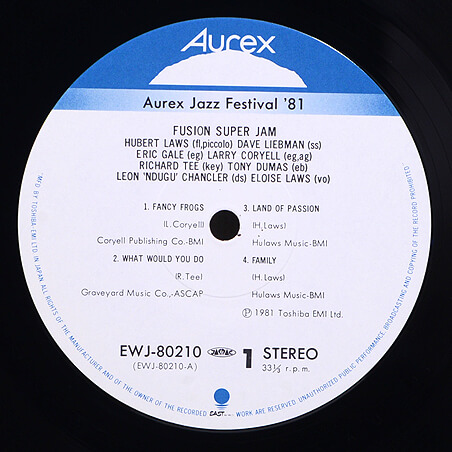 Aurex
Aurex Jazz Festival '81
FUSION SUPER JAM
HUBERT LAWS (fl,piccolo) DAVE LIEBMAN (ss)
ERIC GALE (eg) LARRY CORYELL (eg,ag)
RICHARD TEE (key) TONY DUMAS (eb)
LEON 'NDUGU' CHANCLER (ds) ELOISE LAWS (vo)
1. FANCY FROGS
(L.Coryell)
Coryell Publishing Co.-BMI
2. WHAT WOULD YOU DO
(R.Tee)
Graveyard Music Co.,-ASCAP
3. LAND OF PASSION
(H,Laws)
Hulaws Music-BMI
4. FAMILY
(H.Laws)
Hulaws Music-BMI
Ⓟ 1981 Toshiba EMI Ltd.
EWJ-80210 JASRAC 1 STEREO
(EWJ-80210-A) 33⅓ r.p.m.
M'F'D BY TOSHIBA EMI LTD IN JAPAN ALL RIGHTS OF THE MANUFACTURER AND OF THE OWNER OF THE RECORDED WORK ARE RESERVED. UNAUTHORIZED PUBLIC PERFORMANCE, BROADCASTING AND COPYING OF THE RECORD PROHIBITED
EAST